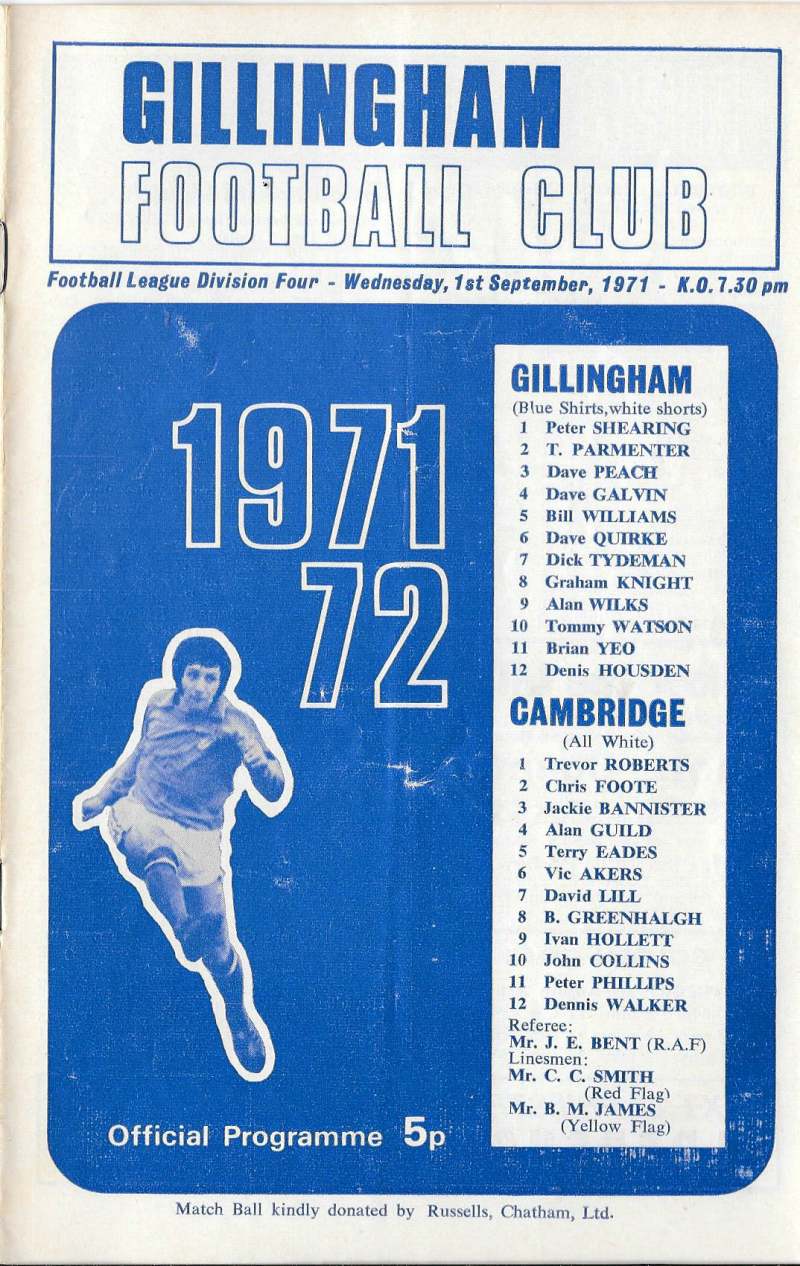 GILLINGHAM
FOOTBALL CLUB
Football League Division Four - Wednesday, 1st September, 1971 - K.O. 7.30 pm
1971
72
GILLINGHAM
(Blue Shirts,white shorts)
1 Peter SHEARING
2 T. PARMENTER
3 Dave PEACH
4 Dave GALVIN
5 Bill WILLIAMS
6 Dave QUIRKE
7 Dick TYDEMAN
8 Graham KNIGHT
9 Alan WILKS
10 Tommy WATSON
11 Brian YEO
12 Denis HOUSDEN
CAMBRIDGE
(All White)
1 Trevor ROBERTS
2 Chris FOOTE
3 Jackie BANNISTER
4 Alan GUILD
5 Terry EADES
6 Vic AKERS
7 David LILL
8 B. GREENHALGH
9 Ivan HOLLETT
10 John COLLINS
11 Peter PHILLIPS
12 Dennis WALKER
Referee:
Mr. J. E. BENT (R.A.F)
Linesmen:
Mr. C. C. SMITH
(Red Flag)
Mr. B. M. JAMES
(Yellow Flag)
Official Programme 5p
Match Ball kindly donated by Russells, Chatham, Ltd.